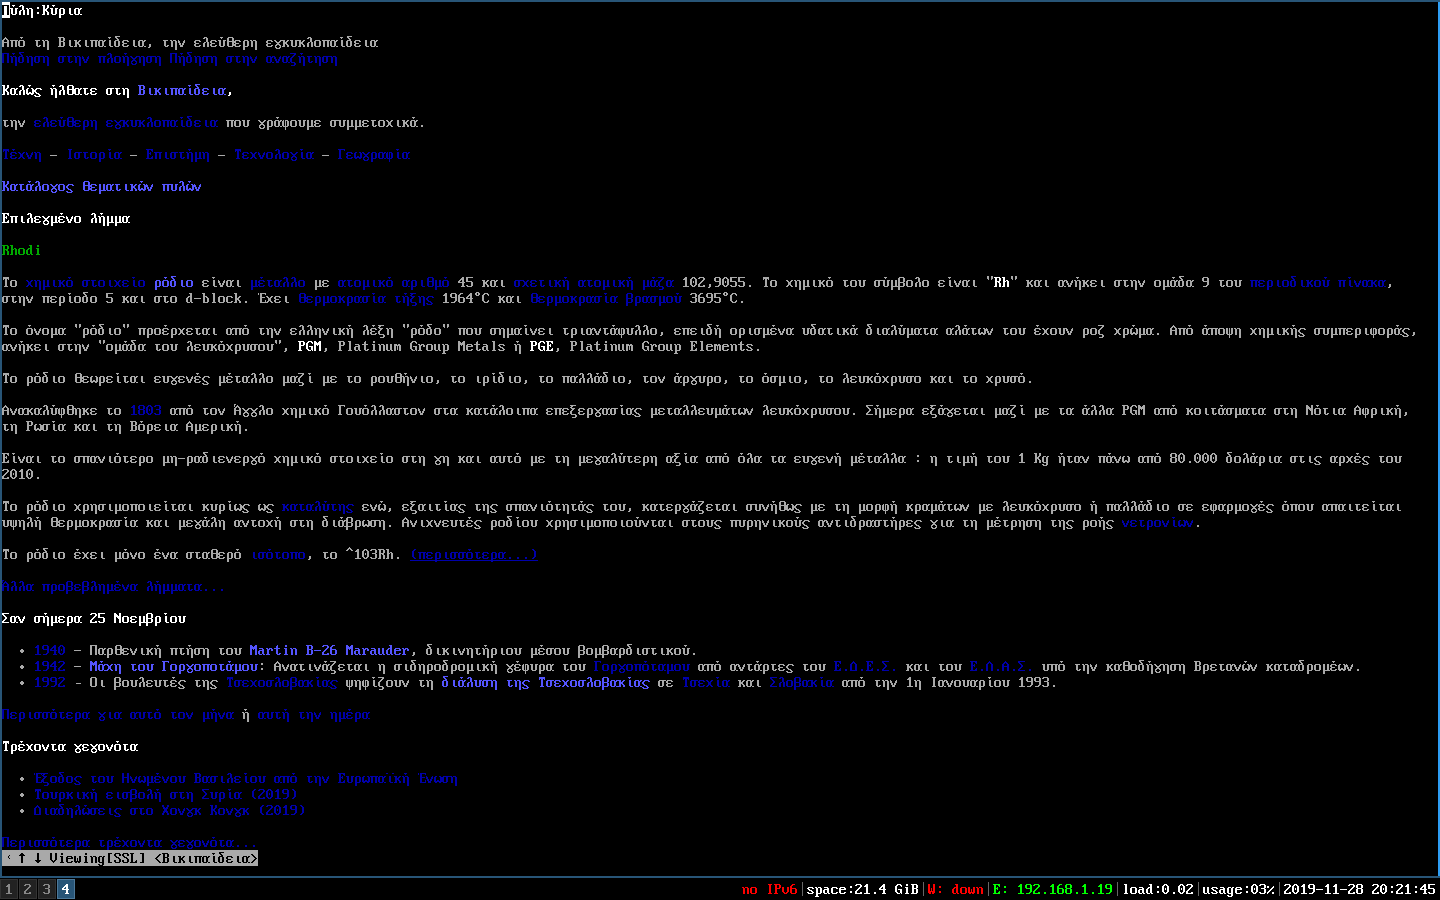 Πύλη:Κύρια
Από τη Βικιπαίδεια, την ελεύθερη εγκυκλοπαίδεια
Πήδηση στην πλοήγηση Πήδηση στην αναζήτηση
Καλώς ήλθατε στη Βικιπαίδεια,
την ελεύθερη εγκυκλοπαίδεια που γράφουμε συμμετοχικά.
Τέχνη – Ιστορία – Επιστήμη – Τεχνολογία – Γεωγραφία
Κατάλογος θεματικών πυλών
Επιλεγμένο λήμμα
Rhodi
Το χημικό στοιχείο ρόδιο είναι μέταλλο με ατομικό αριθμό 45 και σχετική ατομική μάζα 102,9055. Το χημικό του σύμβολο είναι "Rh" και ανήκει στην ομάδα 9 του περιοδικού πίνακα,
στην περίοδο 5 και στο d-block. Έχει θερμοκρασία τήξης 1964°C και θερμοκρασία βρασμού 3695°C.
Το όνομα "ρόδιο" προέρχεται από την ελληνική λέξη "ρόδο" που σημαίνει τριαντάφυλλο, επειδή ορισμένα υδατικά διαλύματα αλάτων του έχουν ροζ χρώμα. Από άποψη χημικής συμπεριφοράς,
ανήκει στην "ομάδα του λευκόχρυσου", PGM, Platinum Group Metals ή PGE, Platinum Group Elements.
Το ρόδιο θεωρείται ευγενές μέταλλο μαζί με το ρουθήνιο, το ιρίδιο, το παλλάδιο, τον άργυρο, το όσμιο, το λευκόχρυσο και το χρυσό.
Ανακαλύφθηκε το 1803 από τον Άγγλο χημικό Γουόλλαστον στα κατάλοιπα επεξεργασίας μεταλλευμάτων λευκόχρυσου. Σήμερα εξάγεται μαζί με τα άλλα PGM από κοιτάσματα στη Νότια Αφρική,
τη Ρωσία και τη Βόρεια Αμερική.
Είναι το σπανιότερο μη-ραδιενεργό χημικό στοιχείο στη γη και αυτό με τη μεγαλύτερη αξία από όλα τα ευγενή μέταλλα : η τιμή του 1 Kg ήταν πάνω από 80.000 δολάρια στις αρχές του
2010.
Το ρόδιο χρησιμοποιείται κυρίως ως καταλύτης ενώ, εξαιτίας της σπανιότητάς του, κατεργάζεται συνήθως με τη μορφή κραμάτων με λευκόχρυσο ή παλλάδιο σε εφαρμογές όπου απαιτείται
υψηλή θερμοκρασία και μεγάλη αντοχή στη διάβρωση. Ανιχνευτές ροδίου χρησιμοποιούνται στους πυρηνικούς αντιδραστήρες για τη μέτρηση της ροής νετρονίων.
Το ρόδιο έχει μόνο ένα σταθερό ισότοπο, το ^103Rh. (περισσότερα...)
Άλλα προβεβλημένα λήμματα...
Σαν σήμερα 25 Νοεμβρίου
• 1940 – Παρθενική πτήση του Martin B-26 Marauder, δικινητήριου μέσου βομβαρδιστικού.
• 1942 – Μάχη του Γοργοποτάμου: Ανατινάζεται η σιδηροδρομική γέφυρα του Γοργοπόταμου από αντάρτες του Ε.Δ.Ε.Σ. και του Ε.Λ.Α.Σ. υπό την καθοδήγηση Βρετανών καταδρομέων.
• 1992 - Οι βουλευτές της Τσεχοσλοβακίας ψηφίζουν τη διάλυση της Τσεχοσλοβακίας σε Τσεχία και Σλοβακία από την 1η Ιανουαρίου 1993.
Περισσότερα για αυτό τον μήνα ή αυτή την ημέρα
Τρέχοντα γεγονότα
• Έξοδος του Ηνωμένου Βασιλείου από την Ευρωπαϊκή Ένωση
• Τουρκική εισβολή στη Συρία (2019)
• Διαδηλώσεις στο Χονγκ Κονγκ (2019)
Περισσότερα τρέχοντα γεγονότα...
‹ ↑ ↓ Viewing[SSL] <Βικιπαίδεια>
1 2 3 4 no IPv6|space:21.4 GiB|W: down|E: 192.168.1.19|load:0.02|usage:03%|2019-11-28 20:21:45